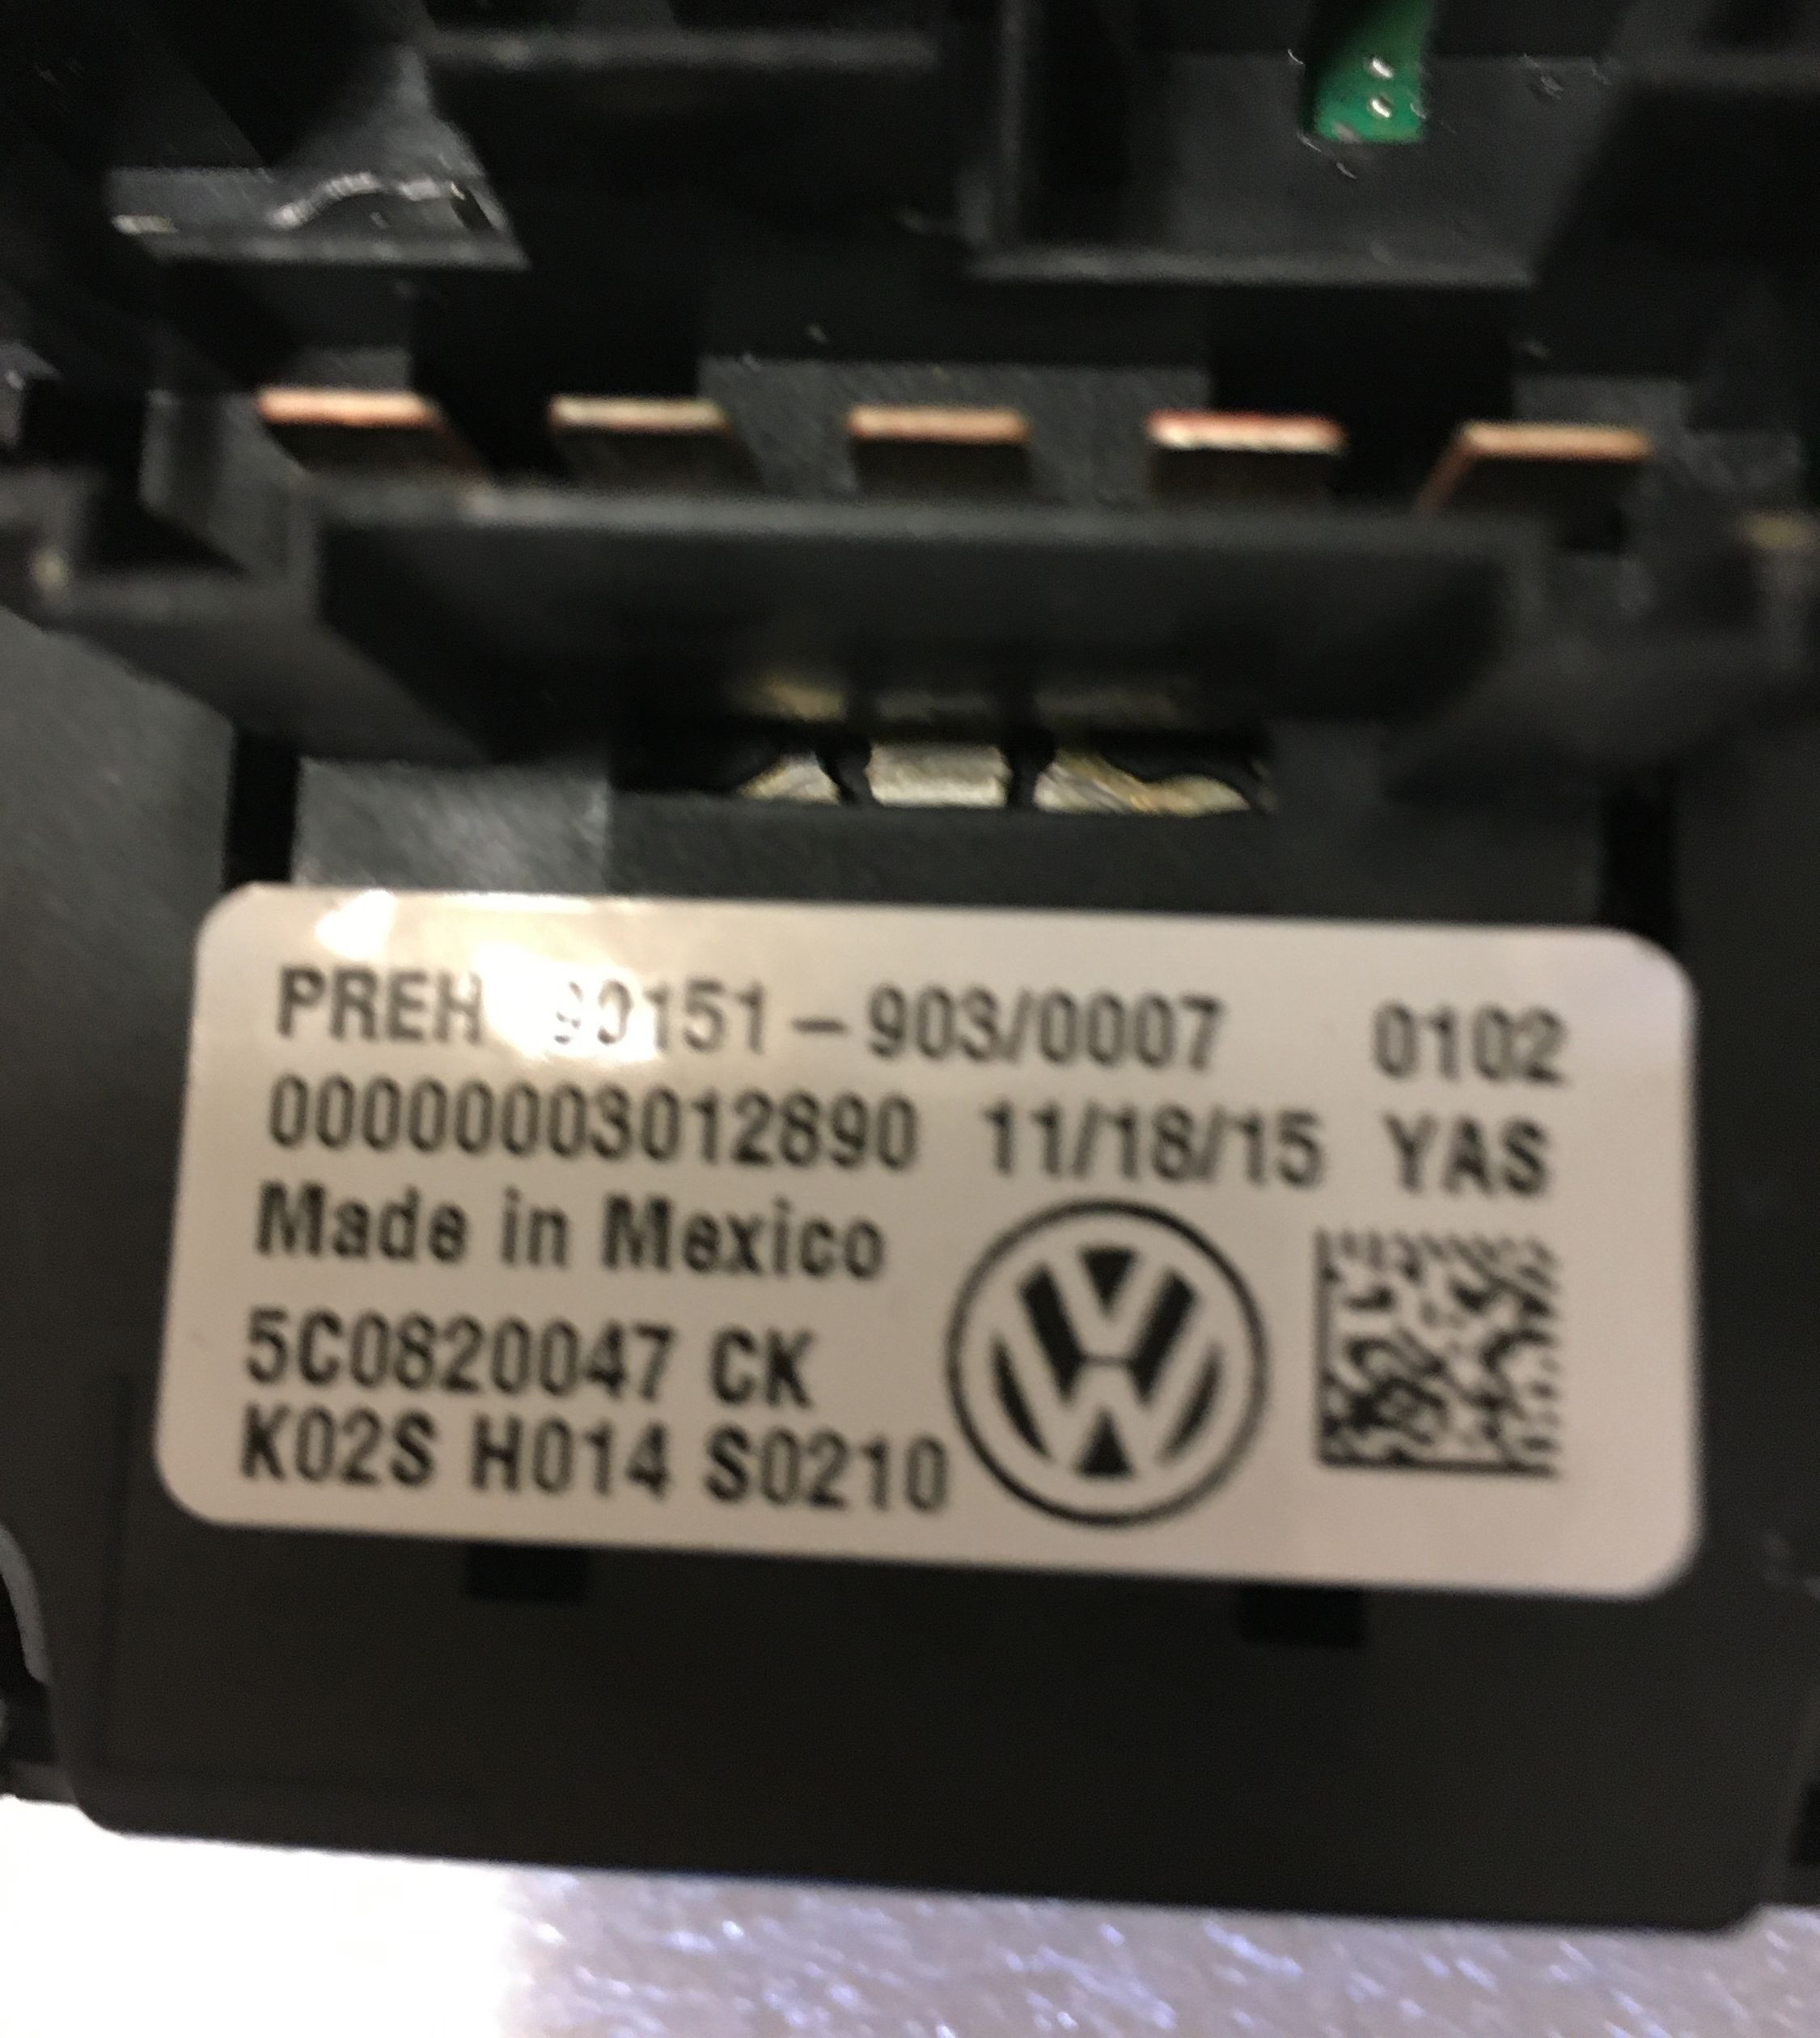 PREH 90151-903/0007 0102
00000003012890 11/18/15 YAS
Made in Mexico
5C0820047 CK
K02S H014 S0210